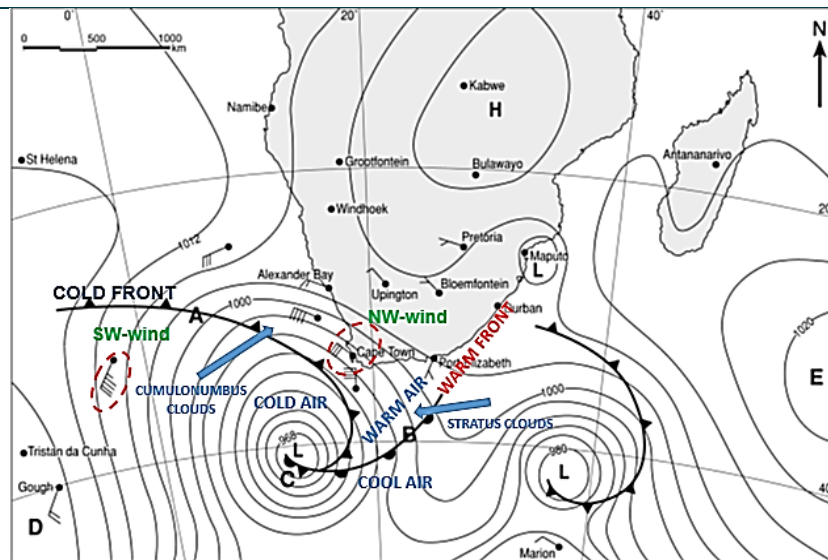 0°
20°
40°
N
0 500 1000
km
Kabwe
H
Namibe
St Helena
Grootfontein
Bulawayo
Antananarivo
Windhoek
20
1012
Pretoria
Maputo
L
Alexander Bay
COLD FRONT
Upington
Bloemfontein
1000
Durban
A
NW-wind
1020
SW-wind
WARM FRONT
Cape Town
Port Elizabeth
E
CUMULONUMBUS
CLOUDS
COLD AIR
WARM AIR
1000
STRATUS CLOUDS
B
968
L
980
L
Tristan da Cunha
C
COOL AIR
Gough
40
D
Marion